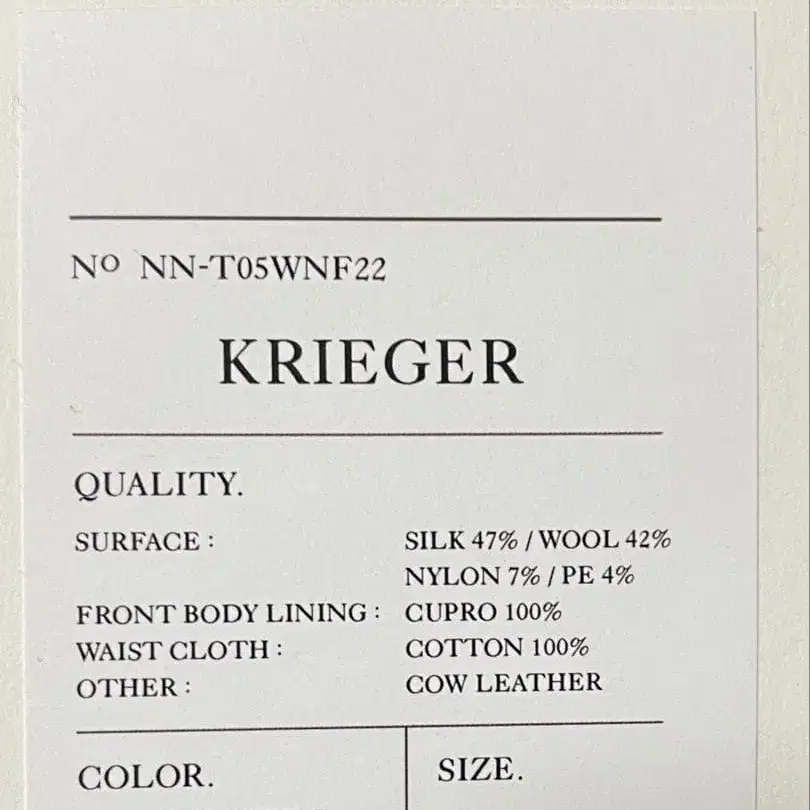 Nº NN-T05WNF22
KRIEGER
QUALITY.
SURFACE : SILK 47% / WOOL 42%
NYLON 7% / PE 4%
FRONT BODY LINING : CUPRO 100%
WAIST CLOTH : COTTON 100%
OTHER : COW LEATHER
COLOR. SIZE.